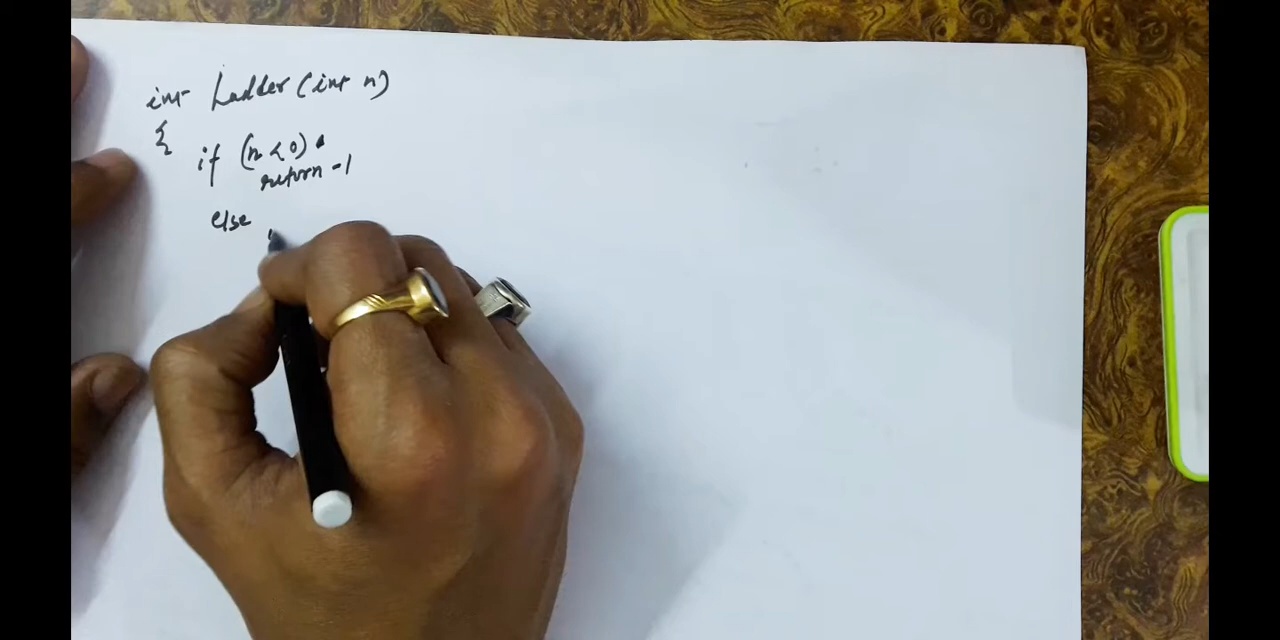 int Ladder (int n)
{
if (n < 0)
return -1
else